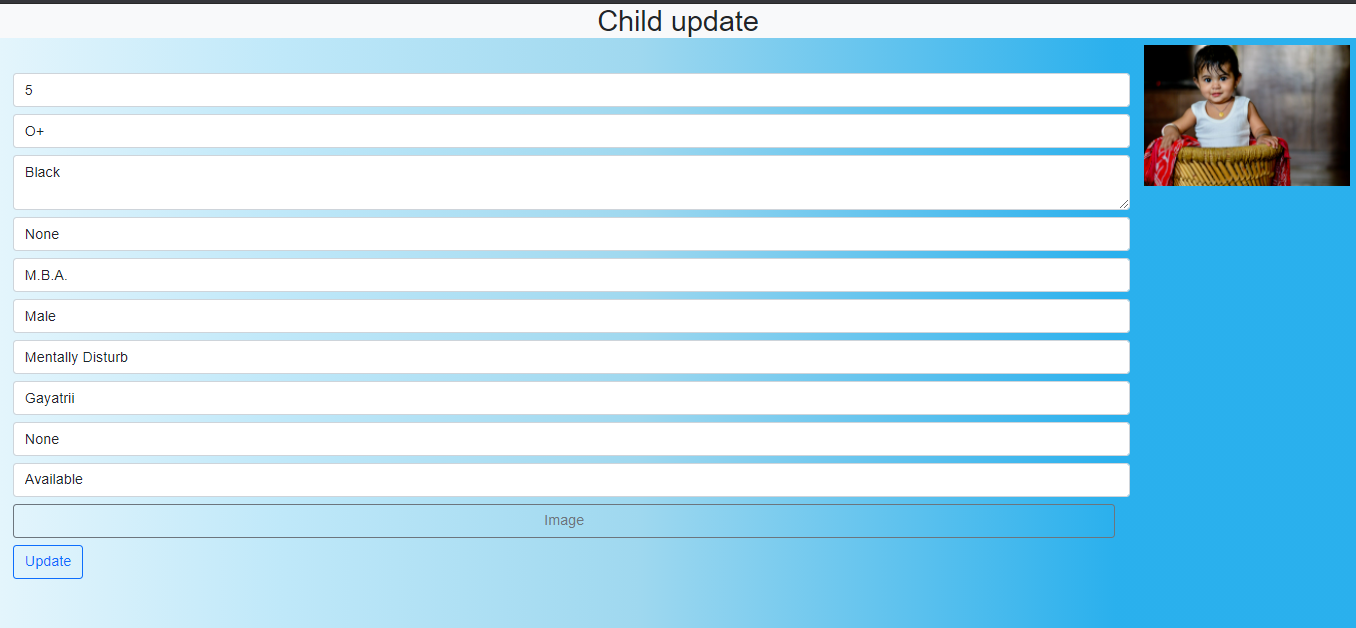 Child update
5
O+
Black
None
M.B.A.
Male
Mentally Disturb
Gayatrii
None
Available
Image
Update